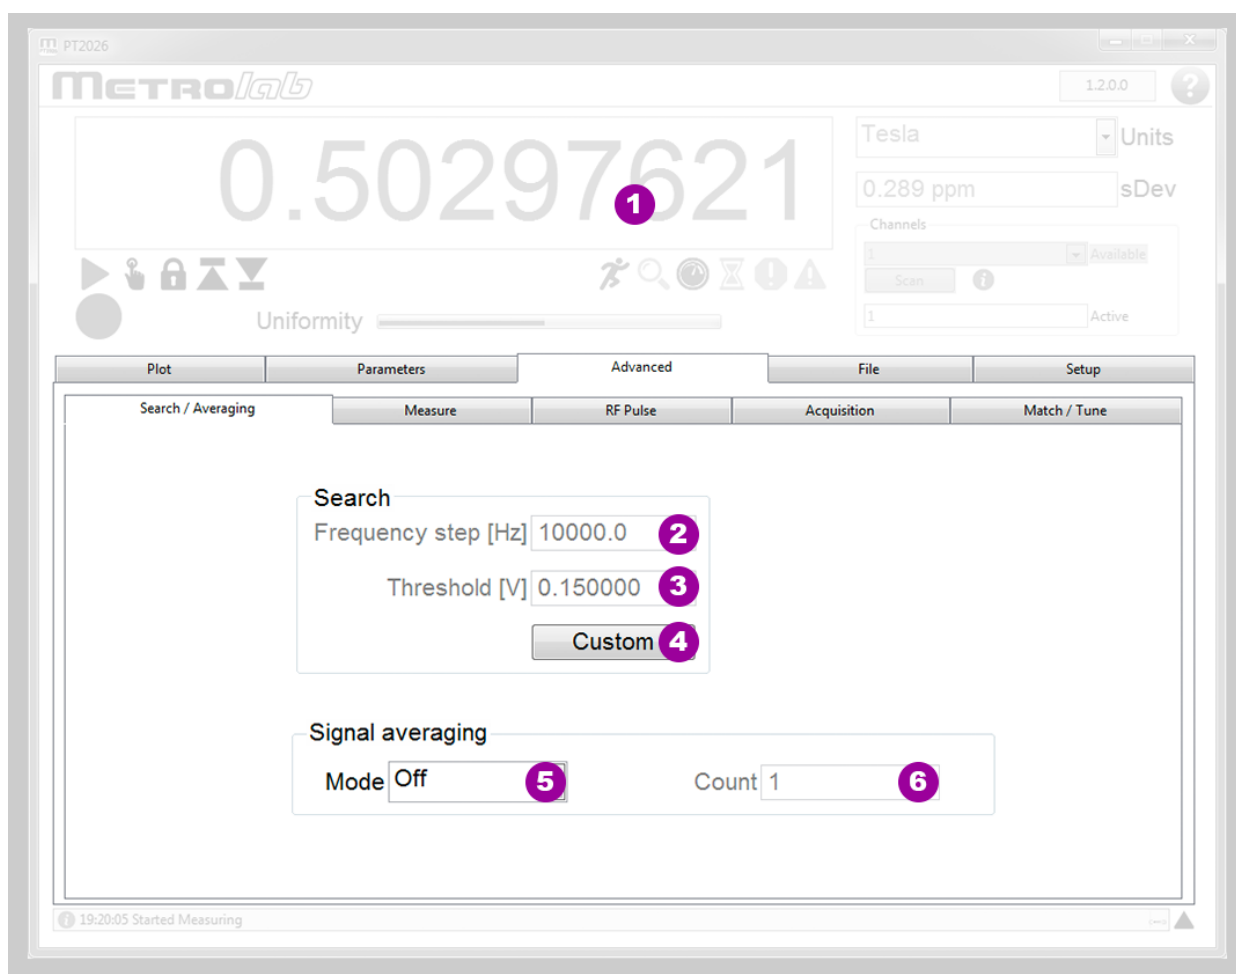 PT2026
METROlab
1.2.0.0
?
0.50297621
1
Tesla
Units
0.289 ppm
sDev
Channels
1
Available
Scan
i
1
Active
Uniformity
Plot
Parameters
Advanced
File
Setup
Search / Averaging
Measure
RF Pulse
Acquisition
Match / Tune
Search
Frequency step [Hz] 10000.0 2
Threshold [V] 0.150000 3
Custom 4
Signal averaging
Mode Off 5
Count 1 6
19:20:05 Started Measuring